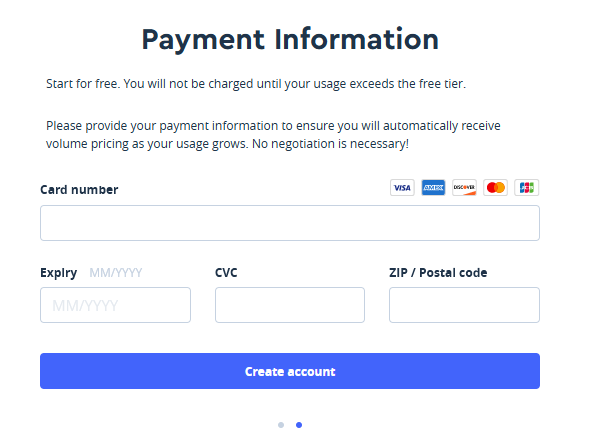 Payment Information
Start for free. You will not be charged until your usage exceeds the free tier.
Please provide your payment information to ensure you will automatically receive
volume pricing as your usage grows. No negotiation is necessary!
Card number VISA AMEX DISCOVER JCB
Expiry MM/YYYY CVC ZIP / Postal code
MM/YYYY
Create account